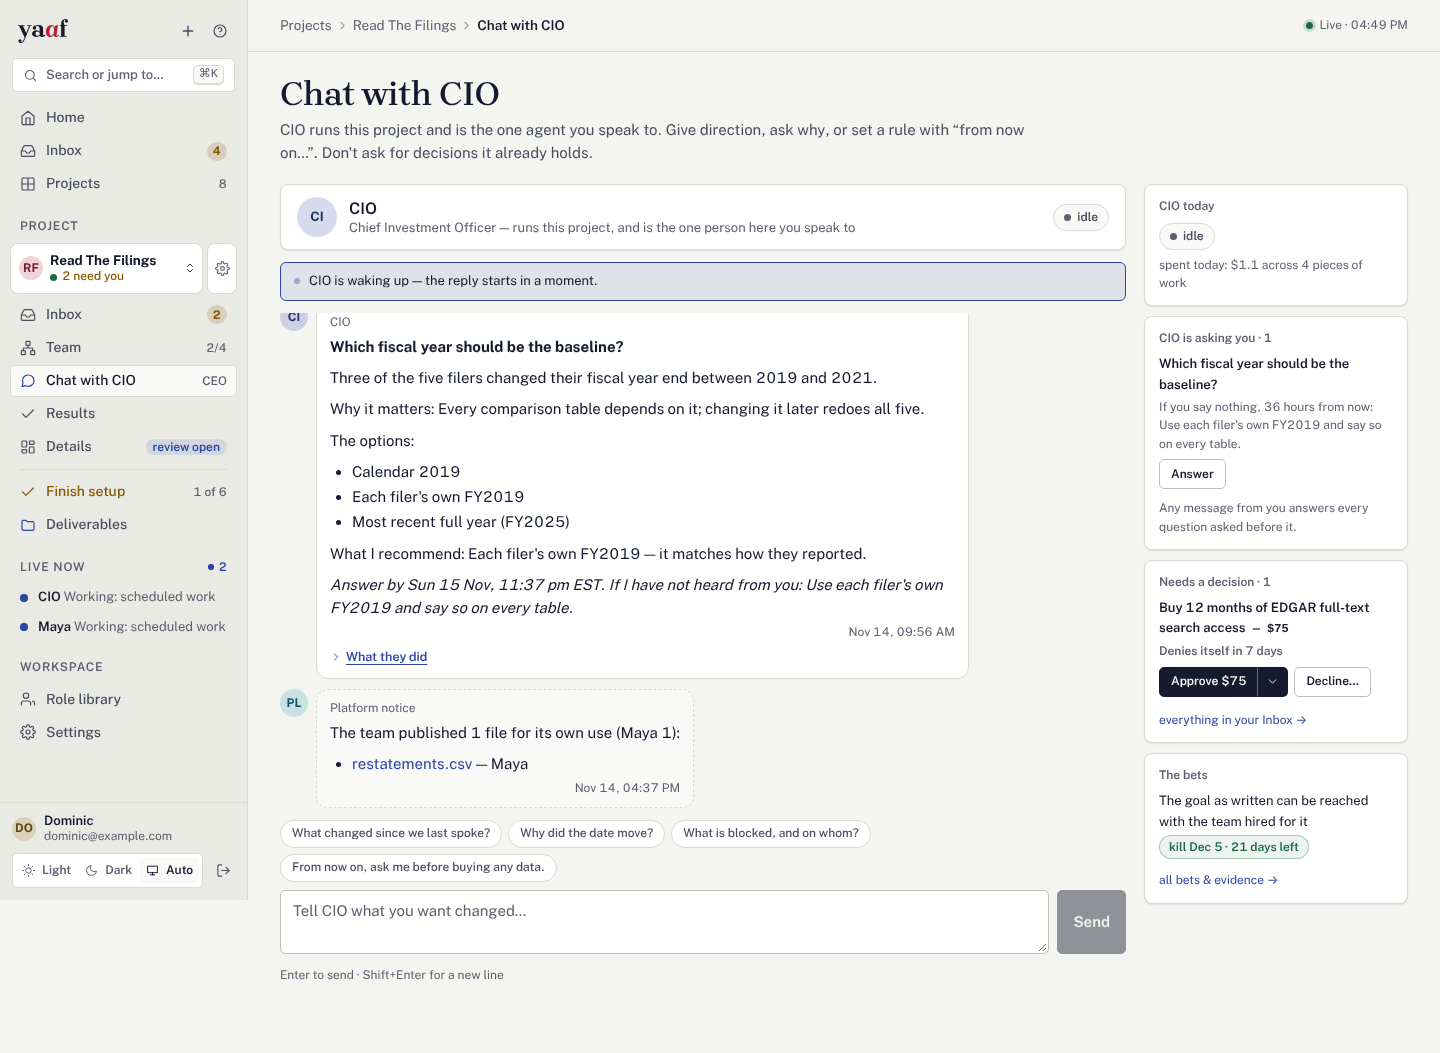 yaaf
Search or jump to... ⌘K
Home
Inbox 4
Projects 8
PROJECT
RF Read The Filings
2 need you
Inbox 2
Team 2/4
Chat with CIO CEO
Results
Details review open
Finish setup 1 of 6
Deliverables
LIVE NOW 2
CIO Working: scheduled work
Maya Working: scheduled work
WORKSPACE
Role library
Settings
DO Dominic
dominic@example.com
Light Dark Auto
Projects > Read The Filings > Chat with CIO
Live · 04:49 PM
Chat with CIO
CIO runs this project and is the one agent you speak to. Give direction, ask why, or set a rule with “from now
on…”. Don't ask for decisions it already holds.
CI CIO
Chief Investment Officer — runs this project, and is the one person here you speak to
idle
CIO is waking up — the reply starts in a moment.
CI CIO
Which fiscal year should be the baseline?
Three of the five filers changed their fiscal year end between 2019 and 2021.
Why it matters: Every comparison table depends on it; changing it later redoes all five.
The options:
• Calendar 2019
• Each filer's own FY2019
• Most recent full year (FY2025)
What I recommend: Each filer's own FY2019 — it matches how they reported.
Answer by Sun 15 Nov, 11:37 pm EST. If I have not heard from you: Use each filer's own
FY2019 and say so on every table.
Nov 14, 09:56 AM
What they did
PL Platform notice
The team published 1 file for its own use (Maya 1):
• restatements.csv — Maya
Nov 14, 04:37 PM
What changed since we last spoke? Why did the date move? What is blocked, and on whom?
From now on, ask me before buying any data.
Tell CIO what you want changed...
Send
Enter to send · Shift+Enter for a new line
CIO today
idle
spent today: $1.1 across 4 pieces of
work
CIO is asking you · 1
Which fiscal year should be the
baseline?
If you say nothing, 36 hours from now:
Use each filer's own FY2019 and say so
on every table.
Answer
Any message from you answers every
question asked before it.
Needs a decision · 1
Buy 12 months of EDGAR full-text
search access — $75
Denies itself in 7 days
Approve $75 Decline...
everything in your Inbox →
The bets
The goal as written can be reached
with the team hired for it
kill Dec 5 · 21 days left
all bets & evidence →